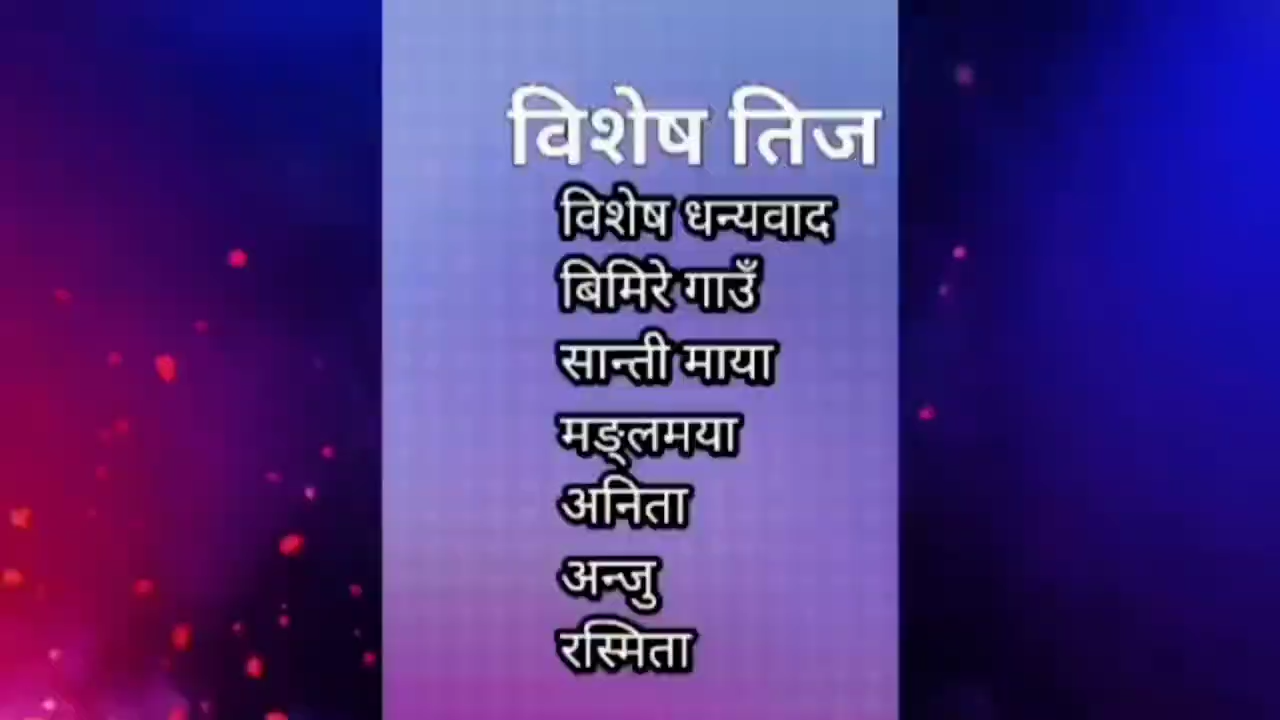 विशेष तिज
विशेष धन्यवाद
बिमिरे गाउँ
सान्ती माया
मङ्लमया
अनिता
अन्जु
रस्मिता